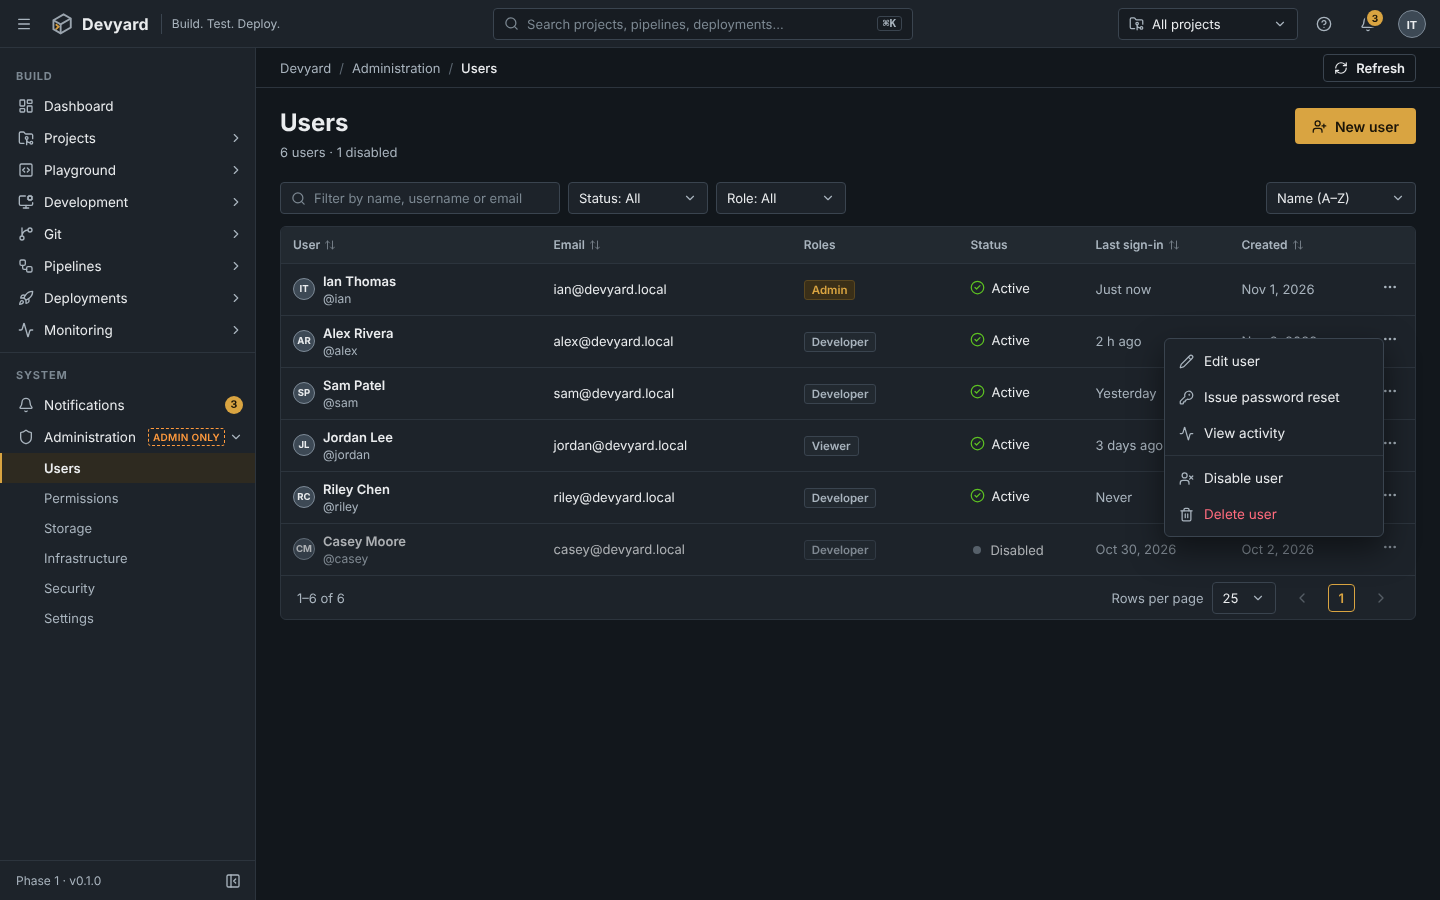 Devyard
Build. Test. Deploy.
Search projects, pipelines, deployments...
⌘K
All projects
3
IT
BUILD
Dashboard
Projects
Playground
Development
Git
Pipelines
Deployments
Monitoring
SYSTEM
Notifications 3
Administration ADMIN ONLY
Users
Permissions
Storage
Infrastructure
Security
Settings
Phase 1 · v0.1.0
Devyard / Administration / Users
Refresh
Users
6 users · 1 disabled
New user
Filter by name, username or email
Status: All
Role: All
Name (A–Z)
User Email Roles Status Last sign-in Created
IT Ian Thomas
@ian
ian@devyard.local Admin Active Just now Nov 1, 2026
AR Alex Rivera
@alex
alex@devyard.local Developer Active 2 h ago
SP Sam Patel
@sam
sam@devyard.local Developer Active Yesterday
JL Jordan Lee
@jordan
jordan@devyard.local Viewer Active 3 days ago
RC Riley Chen
@riley
riley@devyard.local Developer Active Never
CM Casey Moore
@casey
casey@devyard.local Developer Disabled Oct 30, 2026 Oct 2, 2026
Edit user
Issue password reset
View activity
Disable user
Delete user
1–6 of 6
Rows per page 25
1